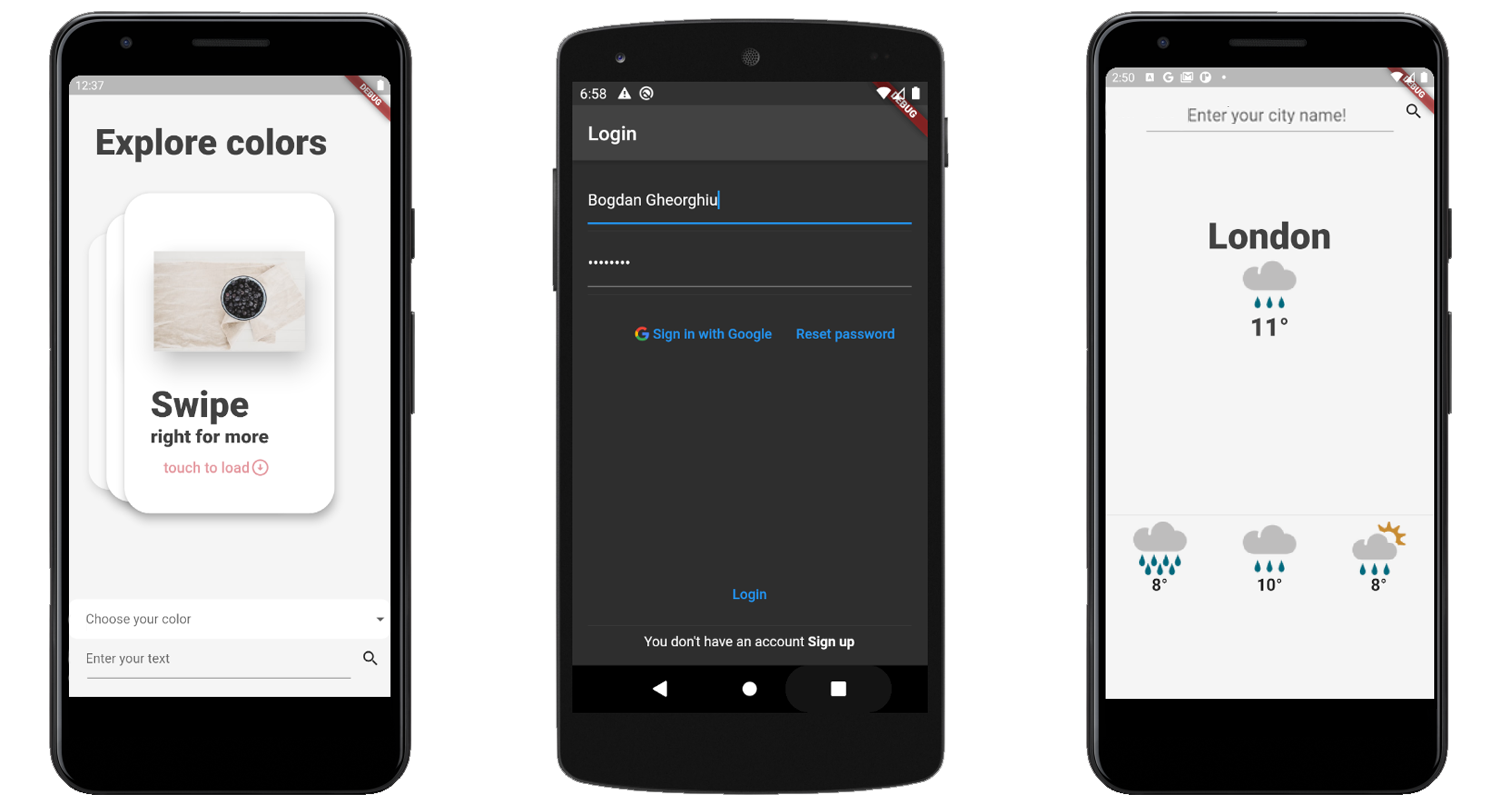 12:37
DEBUG
Explore colors
Swipe
right for more
touch to load
Choose your color
Enter your text
6:58
DEBUG
Login
Bogdan Gheorghiu
••••••••
Sign in with Google Reset password
Login
You don't have an account Sign up
2:50
DEBUG
Enter your city name!
London
11°
8° 10° 8°